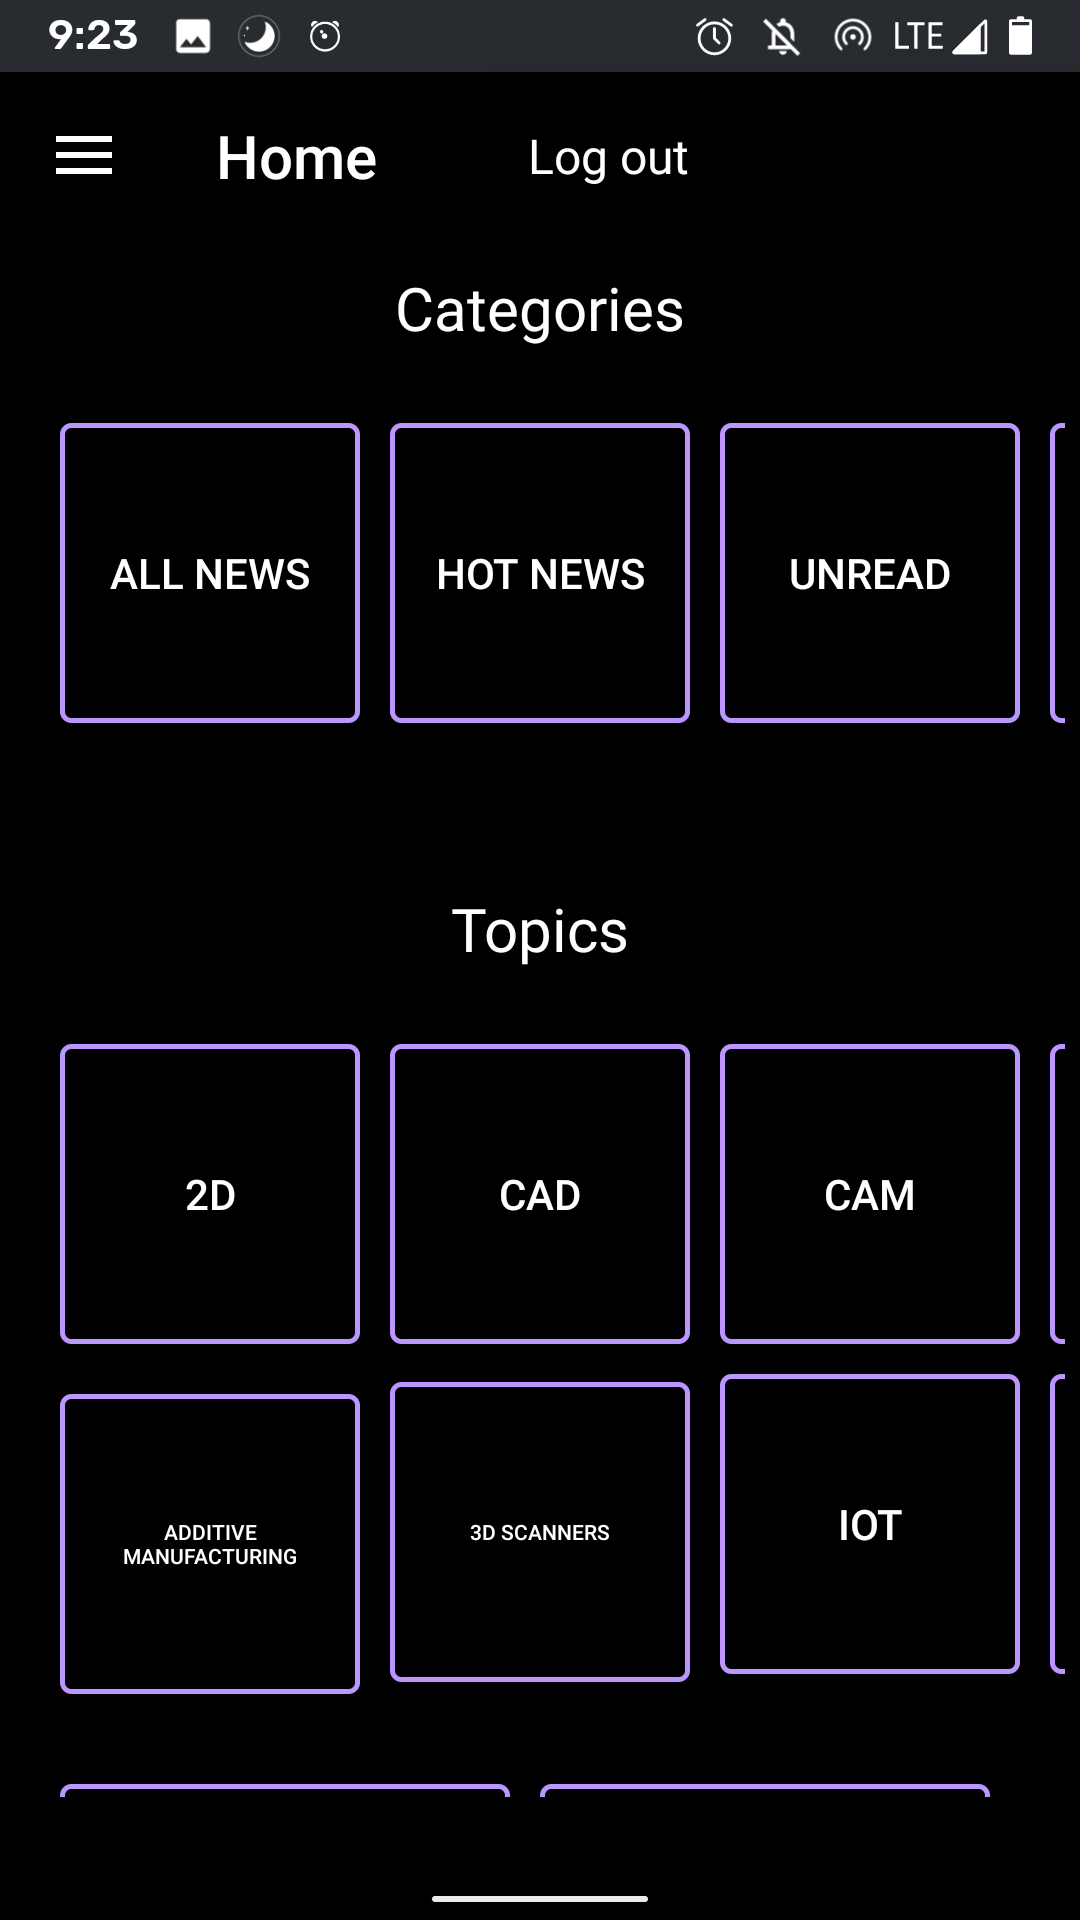 9:23
LTE
Home
Log out
Categories
ALL NEWS
HOT NEWS
UNREAD
Topics
2D
CAD
CAM
ADDITIVE
MANUFACTURING
3D SCANNERS
IOT